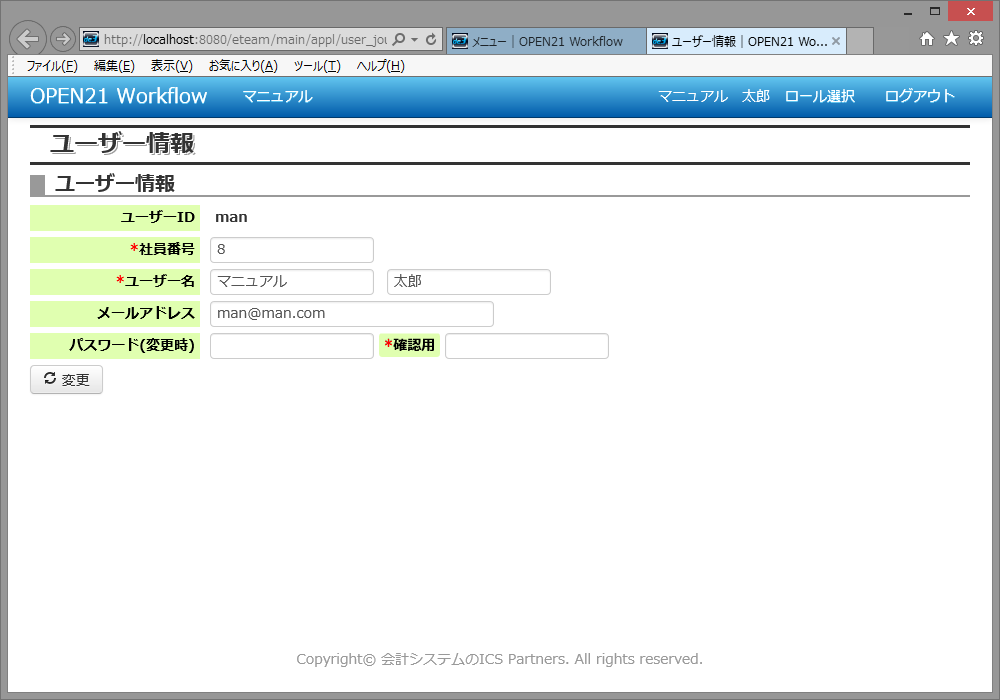 http://localhost:8080/eteam/main/appl/user_jou
メニュー | OPEN21 Workflow
ユーザー情報 | OPEN21 Wo...
ファイル(F) 編集(E) 表示(V) お気に入り(A) ツール(T) ヘルプ(H)
OPEN21 Workflow マニュアル マニュアル 太郎 ロール選択 ログアウト
ユーザー情報
ユーザー情報
ユーザーID man
*社員番号 8
*ユーザー名 マニュアル 太郎
メールアドレス man@man.com
パスワード(変更時) *確認用
変更
Copyright© 会計システムのICS Partners. All rights reserved.